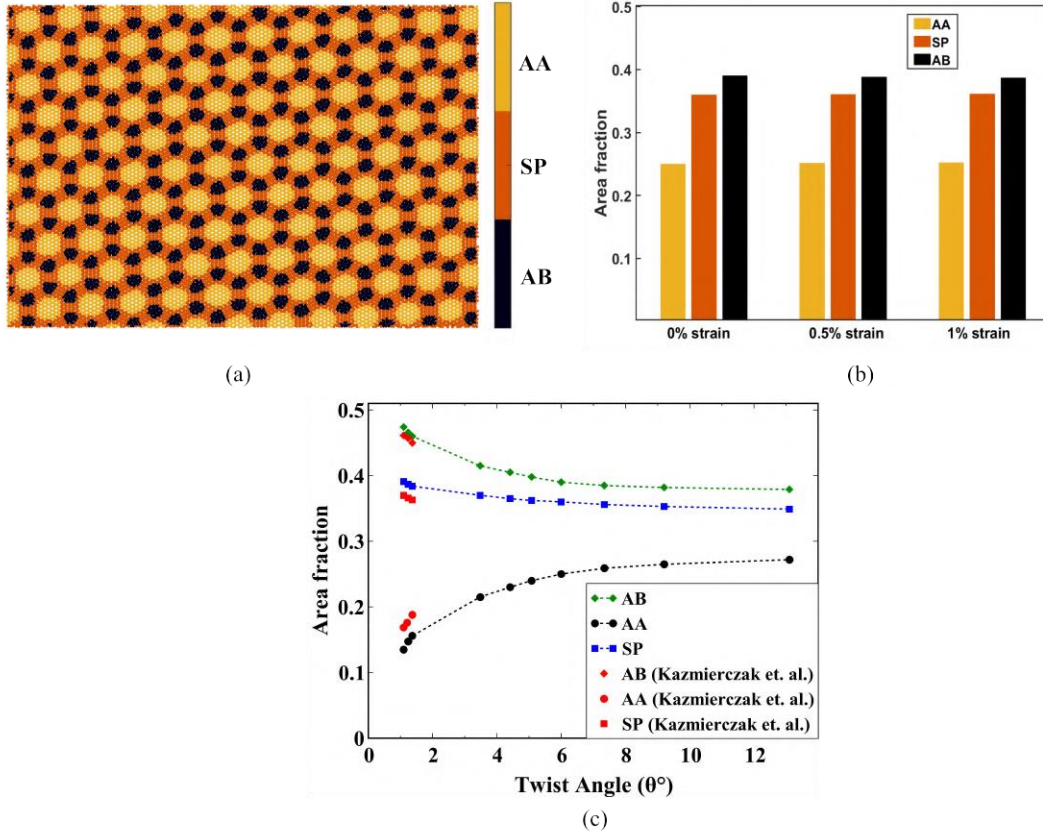 AA
SP
AB
(a)
0.5
0.4
0.3
0.2
0.1
Area fraction
AA
SP
AB
0% strain 0.5% strain 1% strain
(b)
0.5
0.4
0.3
0.2
0.1
0
Area fraction
AB
AA
SP
AB (Kazmierczak et. al.)
AA (Kazmierczak et. al.)
SP (Kazmierczak et. al.)
0 2 4 6 8 10 12
Twist Angle (θ°)
(c)